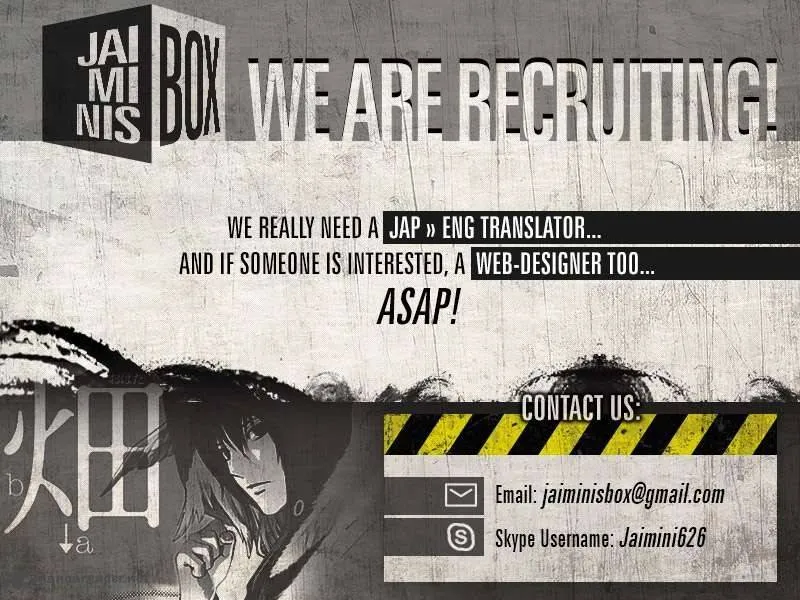 JAI
MI
NIS
BOX
WE ARE RECRUITING!
WE REALLY NEED A JAP » ENG TRANSLATOR...
AND IF SOMEONE IS INTERESTED, A WEB-DESIGNER TOO...
ASAP!
CONTACT US:
畑
b
↓a
Email: jaiminisbox@gmail.com
Skype Username: Jaimini626